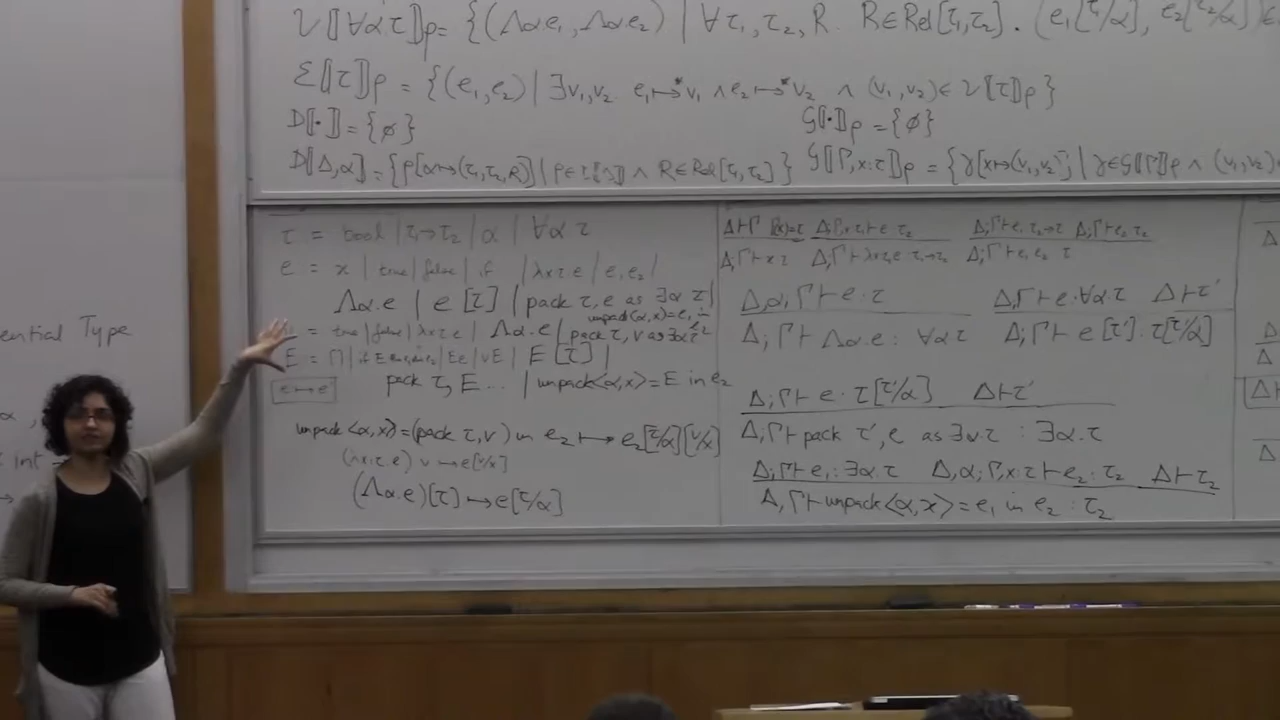 V⟦∀α.τ⟧ρ = {(Λα.e₁, Λα.e₂) | ∀τ₁, τ₂, R. R∈Rel[τ₁,τ₂]. (e₁[τ₁/α], e₂[τ₂/α]) ∈
Ɛ⟦τ⟧ρ = {(e₁,e₂) | ∃v₁,v₂. e₁↦*v₁ ∧ e₂↦*v₂ ∧ (v₁,v₂)∈ V⟦τ⟧ρ}
D⟦·⟧ = {∅}
G⟦·⟧ρ = {∅}
D⟦Δ,α⟧ = {ρ[α↦(τ₁,τ₂,R)] | ρ∈D⟦Δ⟧ ∧ R∈Rel[τ₁,τ₂]}
G⟦Γ,x:τ⟧ρ = {γ[x↦(v₁,v₂)] | γ∈G⟦Γ⟧ρ ∧ (v₁,v₂)
ential Type
α,
int
τ = bool | τ₁→τ₂ | α | ∀α τ
e = x | true | false | if | λx:τ e | e₁e₂ |
Λα.e | e[τ] | pack τ, e as ∃α τ |
unpack⟨α,x⟩=e₁ in
e₂
= true | false | λx:τ e | Λα.e | pack τ, v as ∃α τ
E = [] | if E | E e | v E | E[τ] |
pack τ, E ... | unpack⟨α,x⟩ = E in e₂
e↦e
unpack⟨α,x⟩=(pack τ,v) in e₂ ↦ e₂[τ/α][v/x]
(λx:τ.e) v ↦ e[v/x]
(Λα.e)[τ] ↦ e[τ/α]
Δ⊢Γ Γ(x)=τ
Δ;Γ⊢x τ
Δ;Γ,x:τ₁⊢e τ₂
Δ;Γ⊢λx:τ₁ e τ₁→τ₂
Δ;Γ⊢e₁ τ₂→τ Δ;Γ⊢e₂ τ₂
Δ;Γ⊢e₁ e₂ τ
Δ,α;Γ⊢e:τ
Δ;Γ⊢Λα.e : ∀α τ
Δ;Γ⊢e:∀α τ Δ⊢τ'
Δ;Γ⊢e[τ'] : τ[τ'/α]
Δ;Γ⊢e : τ[τ'/α] Δ⊢τ'
Δ;Γ⊢pack τ', e as ∃α.τ : ∃α.τ
Δ;Γ⊢e₁:∃α.τ Δ,α;Γ,x:τ⊢e₂:τ₂ Δ⊢τ₂
Δ;Γ⊢unpack⟨α,x⟩=e₁ in e₂ : τ₂
Δ
Δ
Δ
Δ